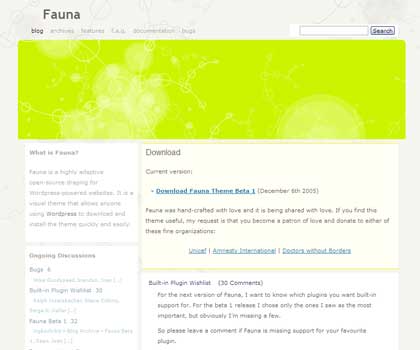 Fauna
blog archives features f.a.q. documentation bugs
Search
What is Fauna?
Fauna is a highly adaptive
open-source draping for
Wordpress-powered websites. It is a
visual theme that allows anyone
using Wordpress to download and
install the theme quickly and easily.
Ongoing Discussions
Bugs 6
Built-in Plugin Wishlist 30
Fauna Beta 1 32
Download
Current version:
Download Fauna Theme Beta 1 (December 6th 2005)
Fauna was hand-crafted with love and it is being shared with love. If you find this
theme useful, my request is that you become a patron of love and donate to either of
these fine organizations:
Unicef | Amnesty International | Doctors without Borders
Built-in Plugin Wishlist (30 Comments)
For the next version of Fauna, I want to know which plugins you want built-in
support for. For the beta 1 release I chose only the ones I saw as the most
important, but obviously I'm missing a few.
So please leave a comment if Fauna is missing support for your favourite
plugin.